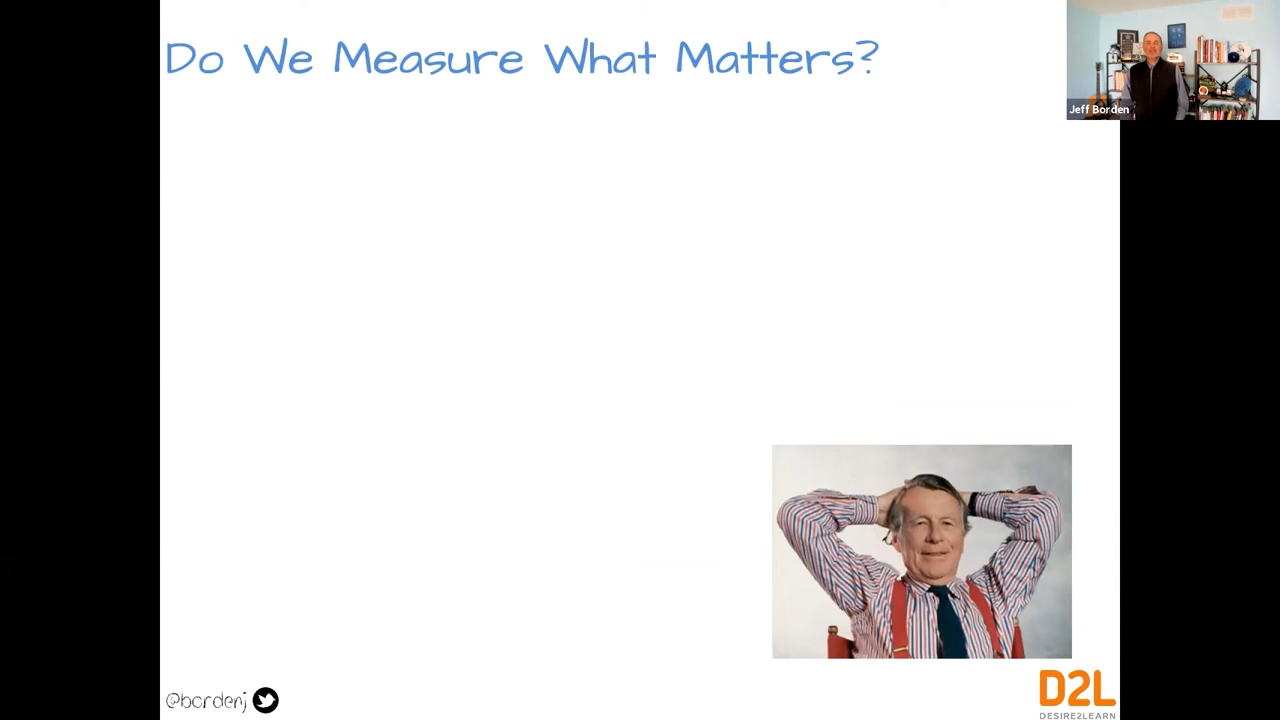 Do We Measure What Matters?
Jeff Borden
@bordenj
D2L
DESIRE2LEARN